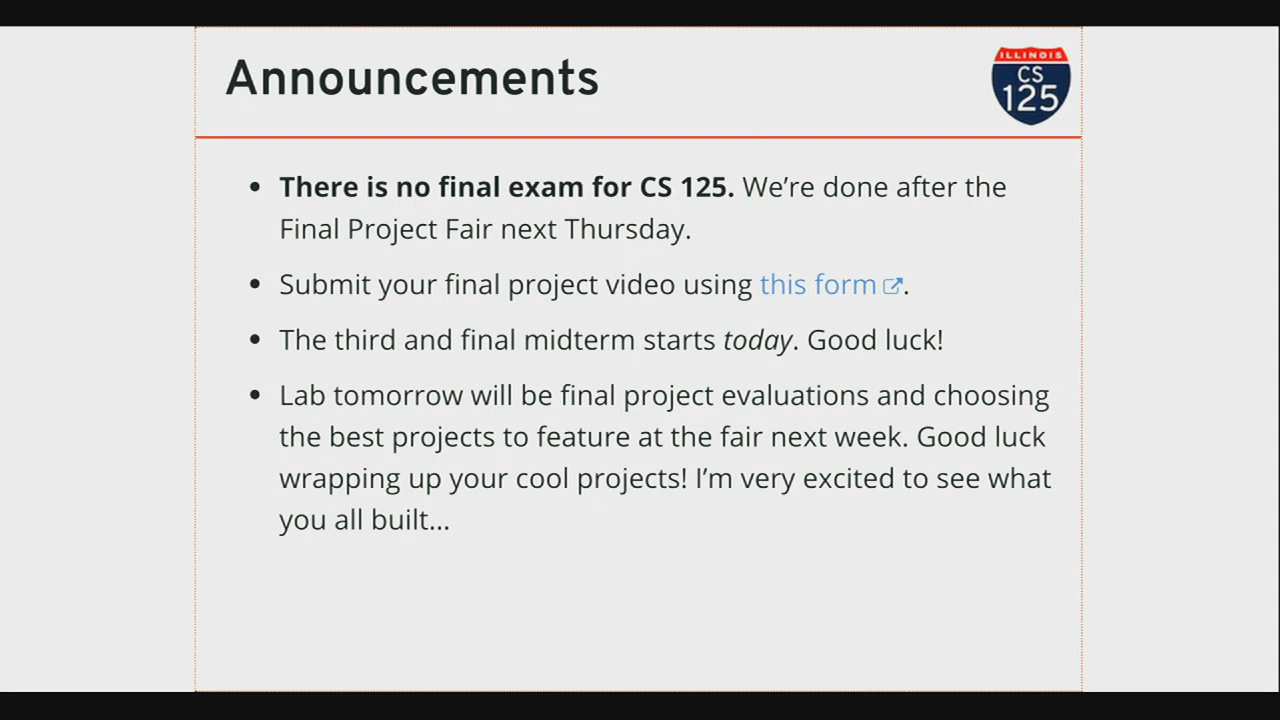 Announcements
ILLINOIS
CS
125
• There is no final exam for CS 125. We’re done after the
Final Project Fair next Thursday.
• Submit your final project video using this form.
• The third and final midterm starts today. Good luck!
• Lab tomorrow will be final project evaluations and choosing
the best projects to feature at the fair next week. Good luck
wrapping up your cool projects! I’m very excited to see what
you all built...